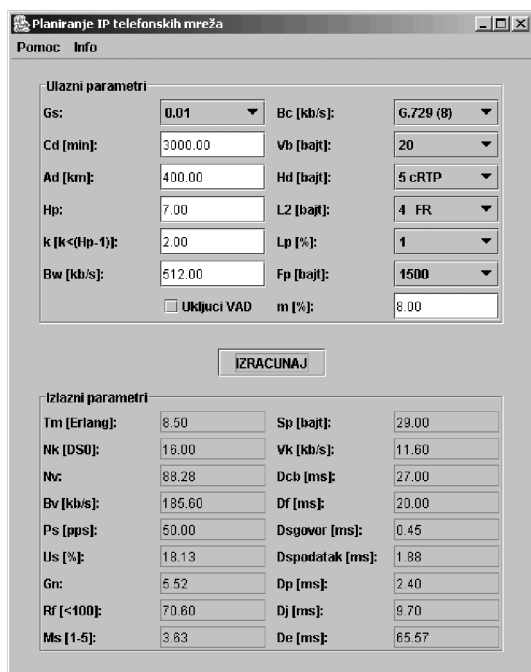 Planiranje IP telefonskih mreža
Pomoc Info
Ulazni parametri
Gs: 0.01 Bc [kb/s]: G.729 (8)
Cd [min]: 3000.00 Vb [bajt]: 20
Ad [km]: 400.00 Hd [bajt]: 5 cRTP
Hp: 7.00 L2 [bajt]: 4 FR
k [k<(Hp-1)]: 2.00 Lp [%]: 1
Bw [kb/s]: 512.00 Fp [bajt]: 1500
Ukljuci VAD m [%]: 8.00
IZRACUNAJ
Izlazni parametri
Tm [Erlang]: 8.50 Sp [bajt]: 29.00
Nk [DS0]: 16.00 Vk [kb/s]: 11.60
Nv: 88.28 Dcb [ms]: 27.00
Bv [kb/s]: 185.60 Df [ms]: 20.00
Ps [pps]: 50.00 Dsgovor [ms]: 0.45
Us [%]: 18.13 Dspodatak [ms]: 1.88
Gn: 5.52 Dp [ms]: 2.40
Rf [<100]: 70.60 Dj [ms]: 9.70
Ms [1-5]: 3.63 De [ms]: 65.57